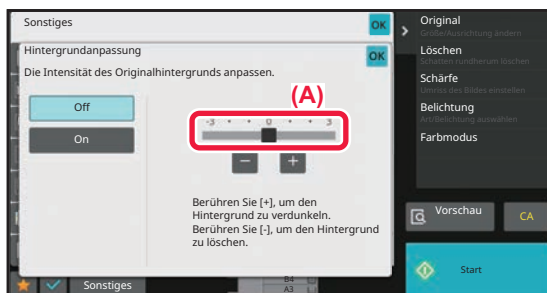 Sonstiges
OK
Hintergrundanpassung
OK
Die Intensität des Originalhintergrunds anpassen.
Off
On
(A)
-3 0 3
- +
Berühren Sie [+], um den
Hintergrund zu verdunkeln.
Berühren Sie [-], um den Hintergrund
zu löschen.
Sonstiges
B4
A3
Original
Größe/Ausrichtung ändern
Löschen
Schatten rundherum löschen
Schärfe
Umriss des Bildes einstellen
Belichtung
Art/Belichtung auswählen
Farbmodus
Vorschau
CA
Start